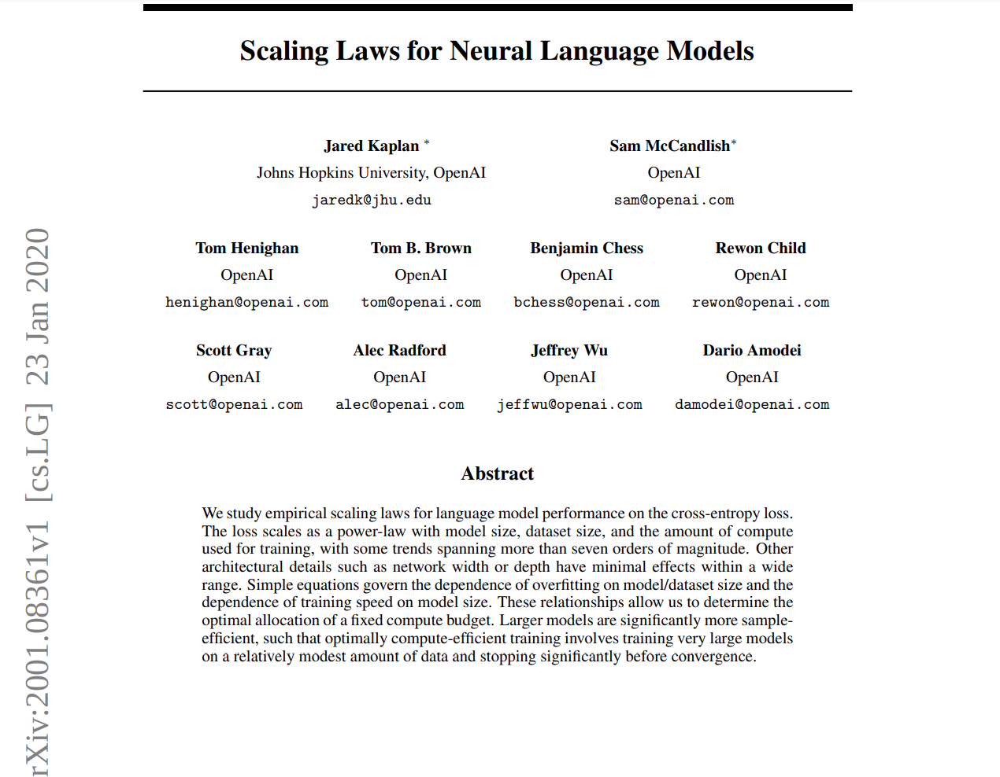 Scaling Laws for Neural Language Models
Jared Kaplan * Sam McCandlish*
Johns Hopkins University, OpenAI OpenAI
jaredk@jhu.edu sam@openai.com
Tom Henighan Tom B. Brown Benjamin Chess Rewon Child
OpenAI OpenAI OpenAI OpenAI
henighan@openai.com tom@openai.com bchess@openai.com rewon@openai.com
Scott Gray Alec Radford Jeffrey Wu Dario Amodei
OpenAI OpenAI OpenAI OpenAI
scott@openai.com alec@openai.com jeffwu@openai.com damodei@openai.com
Abstract
We study empirical scaling laws for language model performance on the cross-entropy loss.
The loss scales as a power-law with model size, dataset size, and the amount of compute
used for training, with some trends spanning more than seven orders of magnitude. Other
architectural details such as network width or depth have minimal effects within a wide
range. Simple equations govern the dependence of overfitting on model/dataset size and the
dependence of training speed on model size. These relationships allow us to determine the
optimal allocation of a fixed compute budget. Larger models are significantly more sample-
efficient, such that optimally compute-efficient training involves training very large models
on a relatively modest amount of data and stopping significantly before convergence.
rXiv:2001.08361v1 [cs.LG] 23 Jan 2020